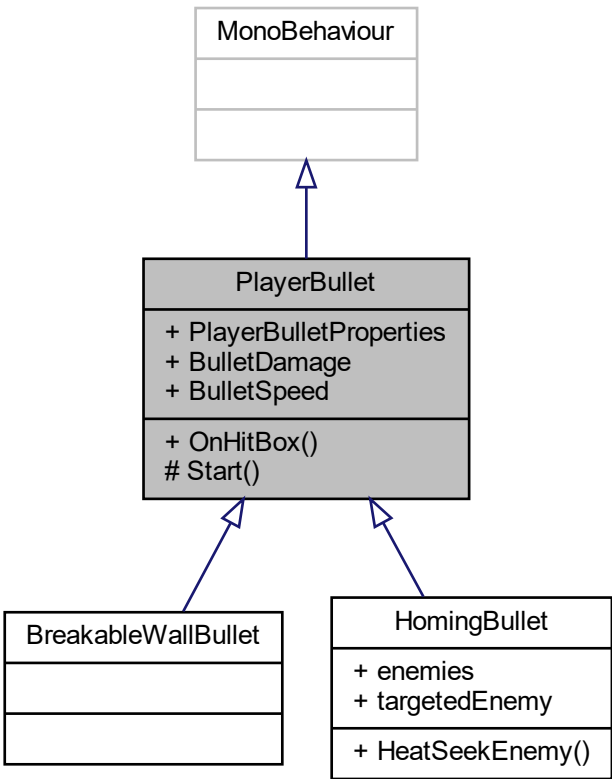 MonoBehaviour
PlayerBullet
+ PlayerBulletProperties
+ BulletDamage
+ BulletSpeed
+ OnHitBox()
# Start()
BreakableWallBullet
HomingBullet
+ enemies
+ targetedEnemy
+ HeatSeekEnemy()